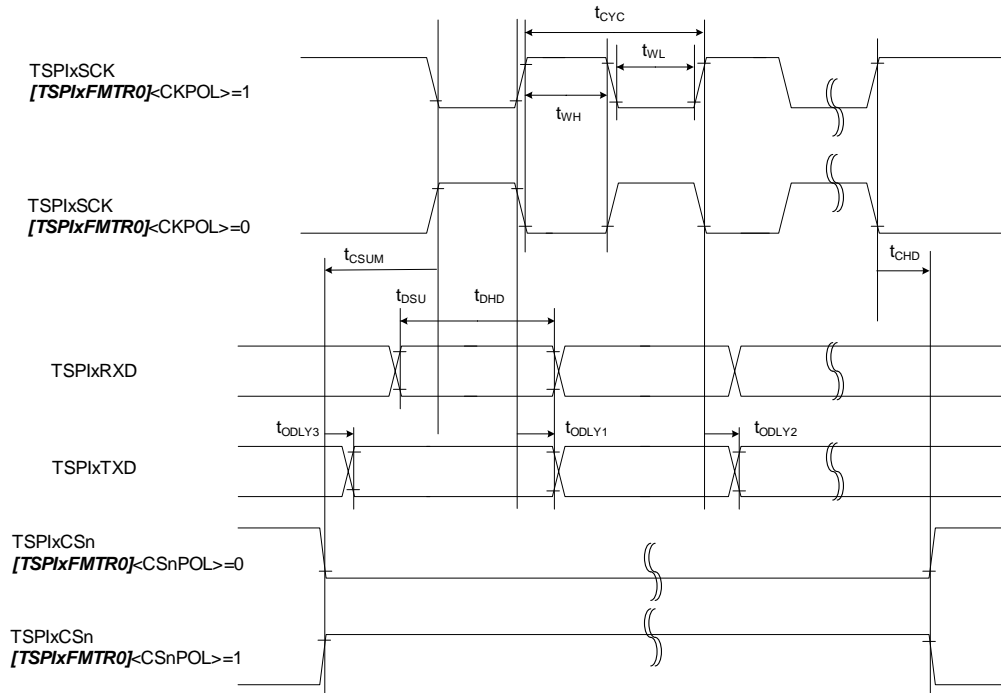 tCYC
TSPIxSCK
[TSPIxFMTR0]<CKPOL>=1
tWL
tWH
TSPIxSCK
[TSPIxFMTR0]<CKPOL>=0
tCSUM
tCHD
tDSU
tDHD
TSPIxRXD
tODLY3
tODLY1
tODLY2
TSPIxTXD
TSPIxCSn
[TSPIxFMTR0]<CSnPOL>=0
TSPIxCSn
[TSPIxFMTR0]<CSnPOL>=1